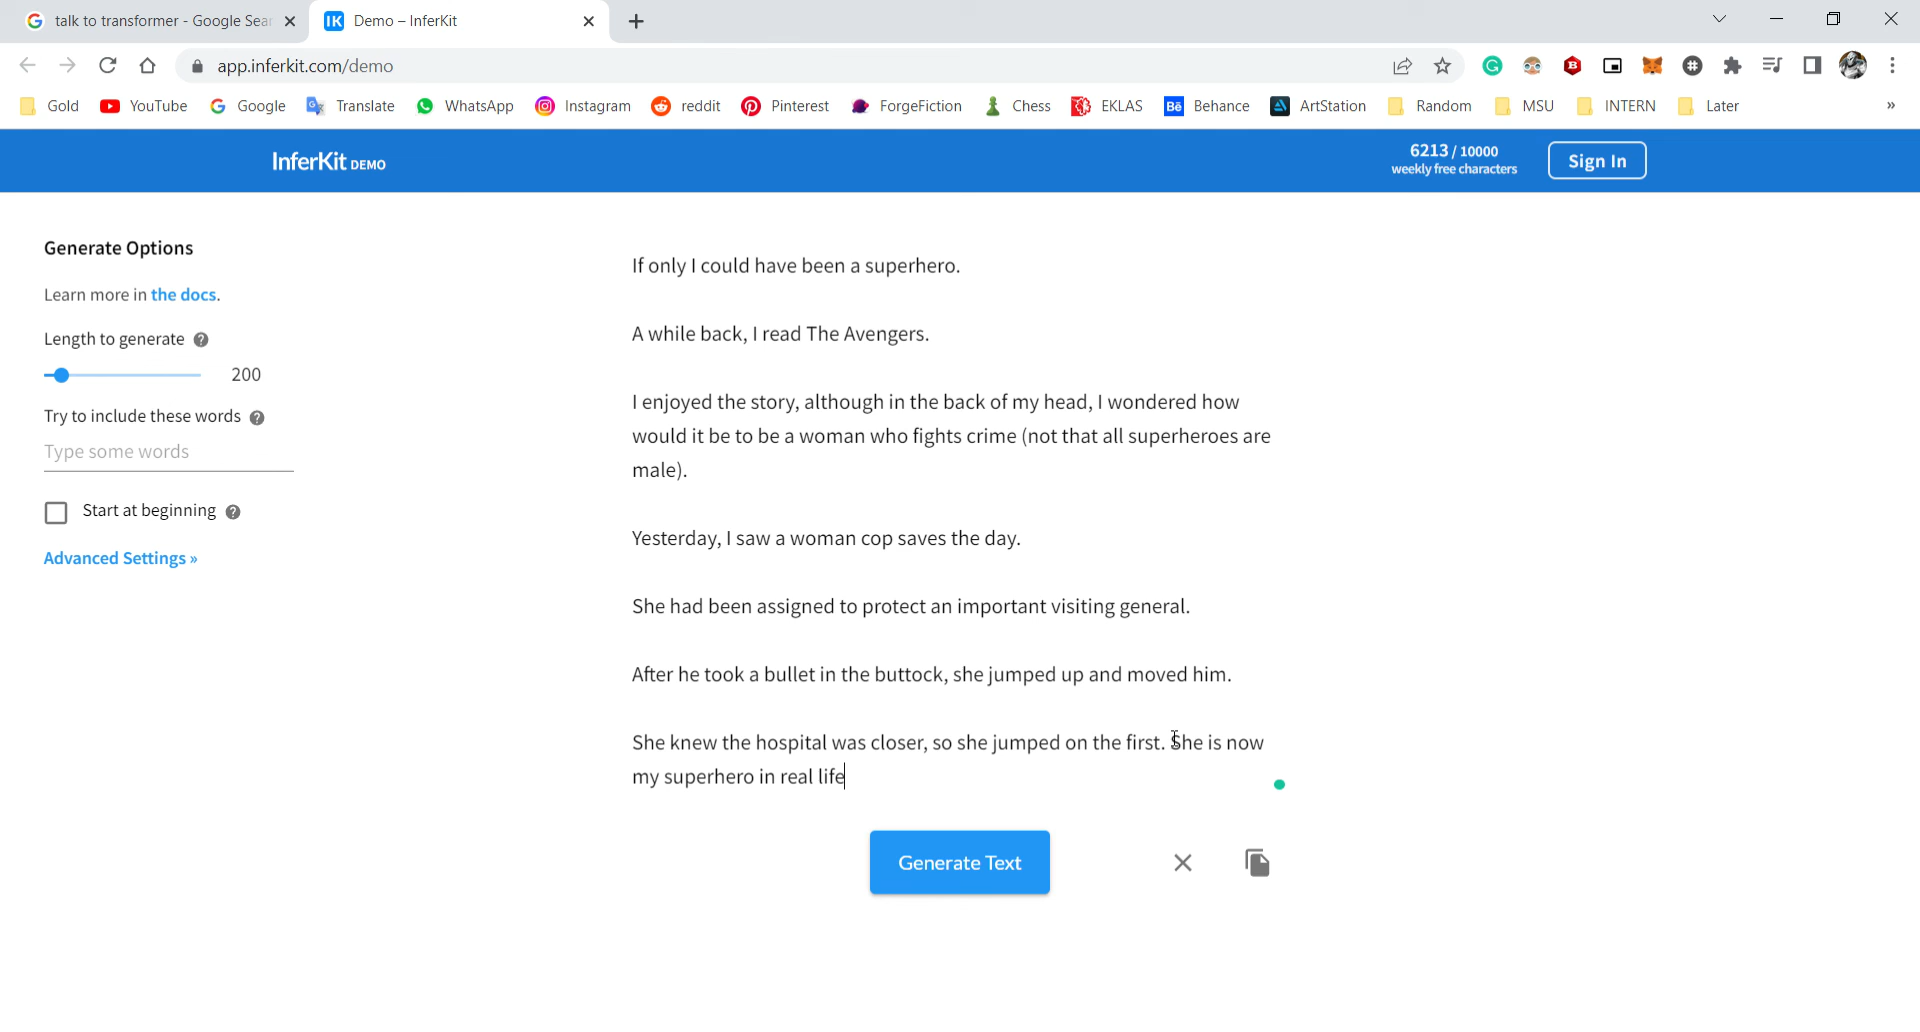 talk to transformer - Google Sear
Demo – InferKit
app.inferkit.com/demo
Gold YouTube Google Translate WhatsApp Instagram reddit Pinterest ForgeFiction Chess EKLAS Behance ArtStation Random MSU INTERN Later »
InferKit DEMO
6213 / 10000
weekly free characters
Sign In
Generate Options
Learn more in the docs.
Length to generate
200
Try to include these words
Type some words
Start at beginning
Advanced Settings »
If only I could have been a superhero.
A while back, I read The Avengers.
I enjoyed the story, although in the back of my head, I wondered how
would it be to be a woman who fights crime (not that all superheroes are
male).
Yesterday, I saw a woman cop saves the day.
She had been assigned to protect an important visiting general.
After he took a bullet in the buttock, she jumped up and moved him.
She knew the hospital was closer, so she jumped on the first. She is now
my superhero in real life
Generate Text